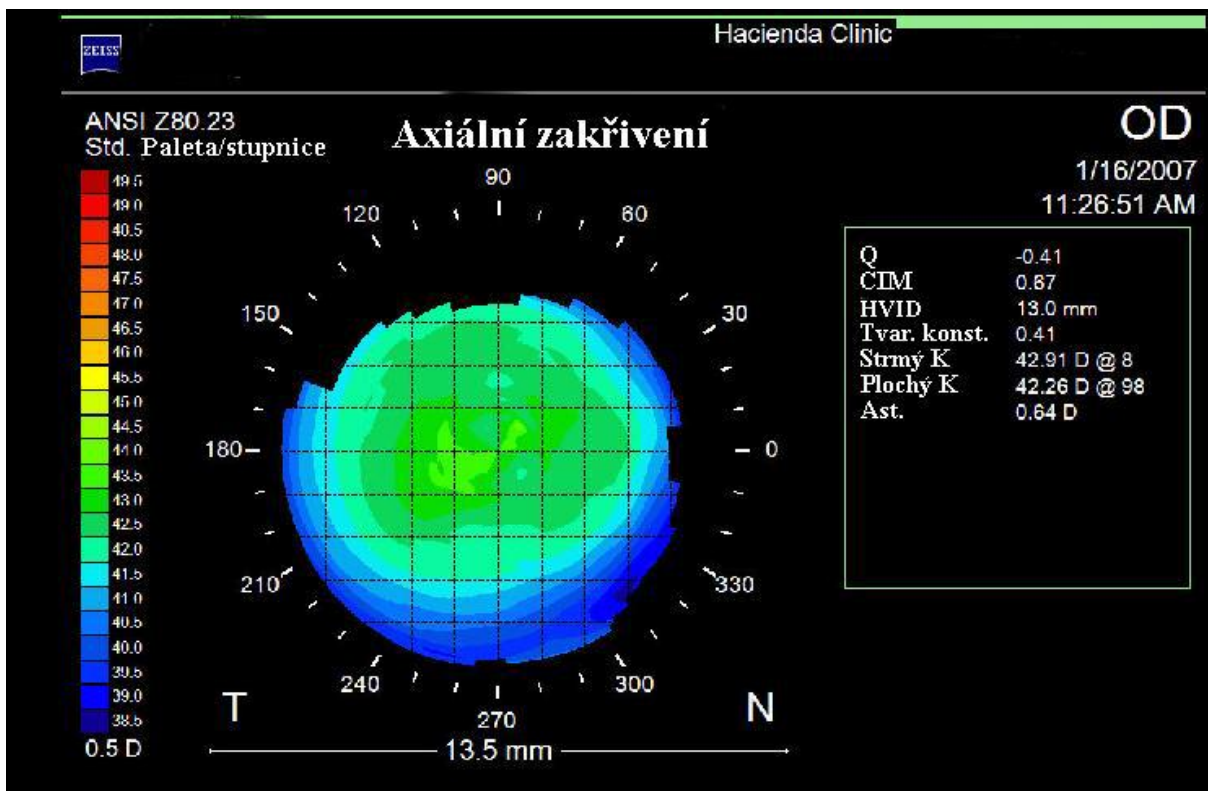 Hacienda Clinic
ZEISS
ANSI Z80.23
Std. Paleta/stupnice
Axiální zakřivení
OD
1/16/2007
11:26:51 AM
49.5
49.0
40.5
48.0
47.5
47.0
46.5
46.0
45.5
45.0
44.5
44.0
43.5
43.0
42.5
42.0
41.5
41.0
40.5
40.0
39.5
39.0
38.5
0.5 D
90
120
60
150
30
180
0
210
330
240
300
270
T
N
13.5 mm
Q -0.41
CIM 0.87
HVID 13.0 mm
Tvar. konst. 0.41
Strmý K 42.91 D @ 8
Plochý K 42.26 D @ 98
Ast. 0.64 D